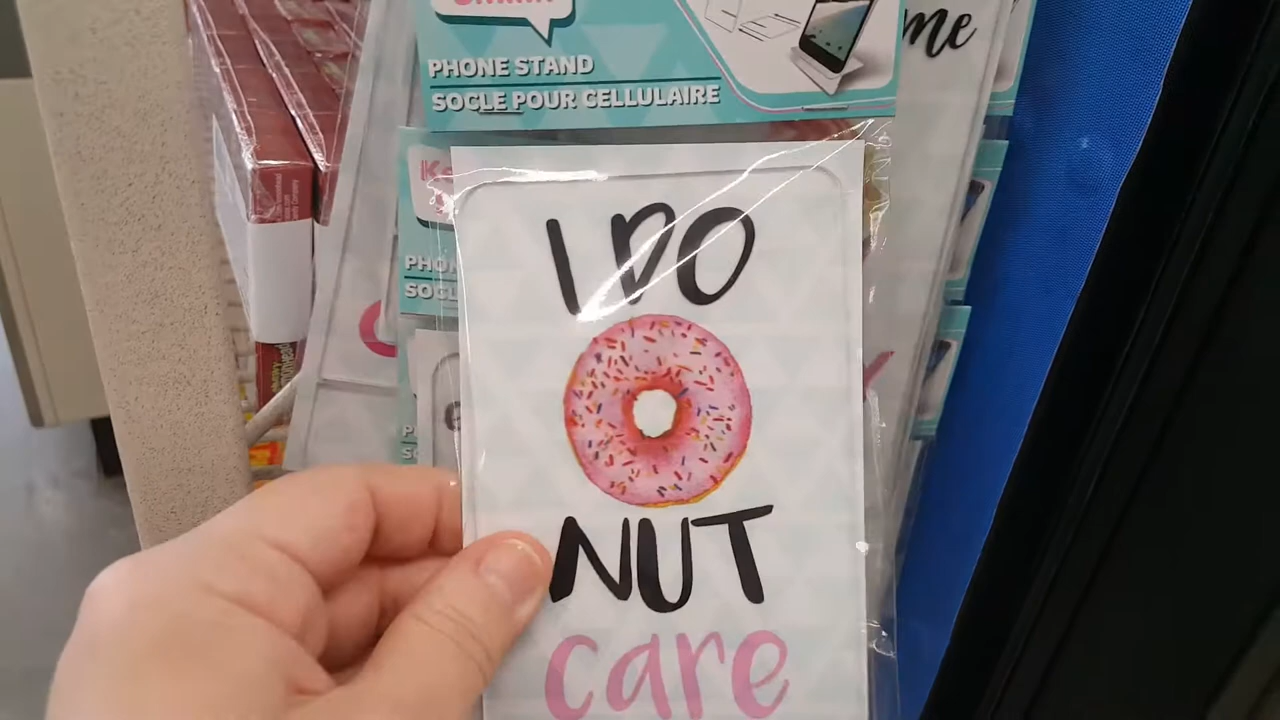 PHONE STAND
SOCLE POUR CELLULAIRE
me
I DO
NUT
care